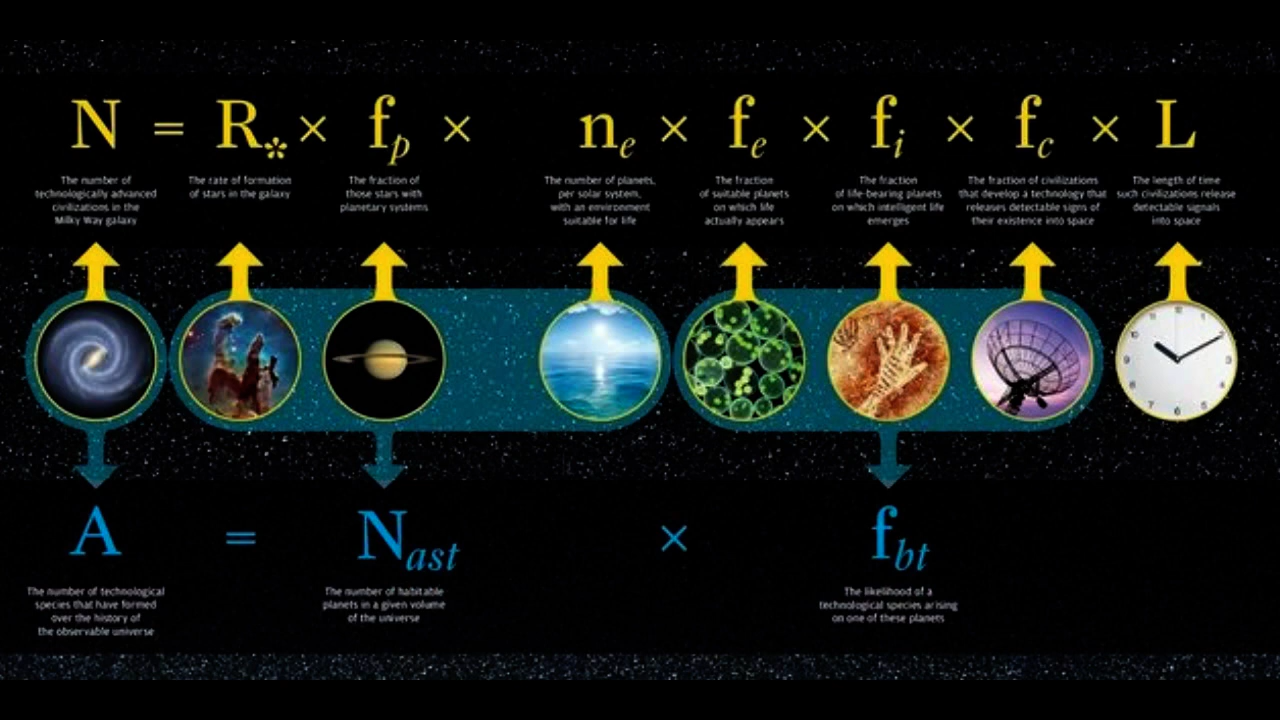 N = R* × fp × ne × fe × fi × fc × L
The number of
technologically advanced
civilizations in the
Milky Way galaxy
The rate of formation
of stars in the galaxy
The fraction of
those stars with
planetary systems
The number of planets,
per solar system,
with an environment
suitable for life
The fraction
of suitable planets
on which life
actually appears
The fraction
of life-bearing planets
on which intelligent life
emerges
The fraction of civilizations
that develop a technology that
releases detectable signs of
their existence into space
The length of time
such civilizations release
detectable signals
into space
A = Nast × fbt
The number of technological
species that have formed
over the history of
the observable universe
The number of habitable
planets in a given volume
of the universe
The likelihood of a
technological species arising
on one of these planets